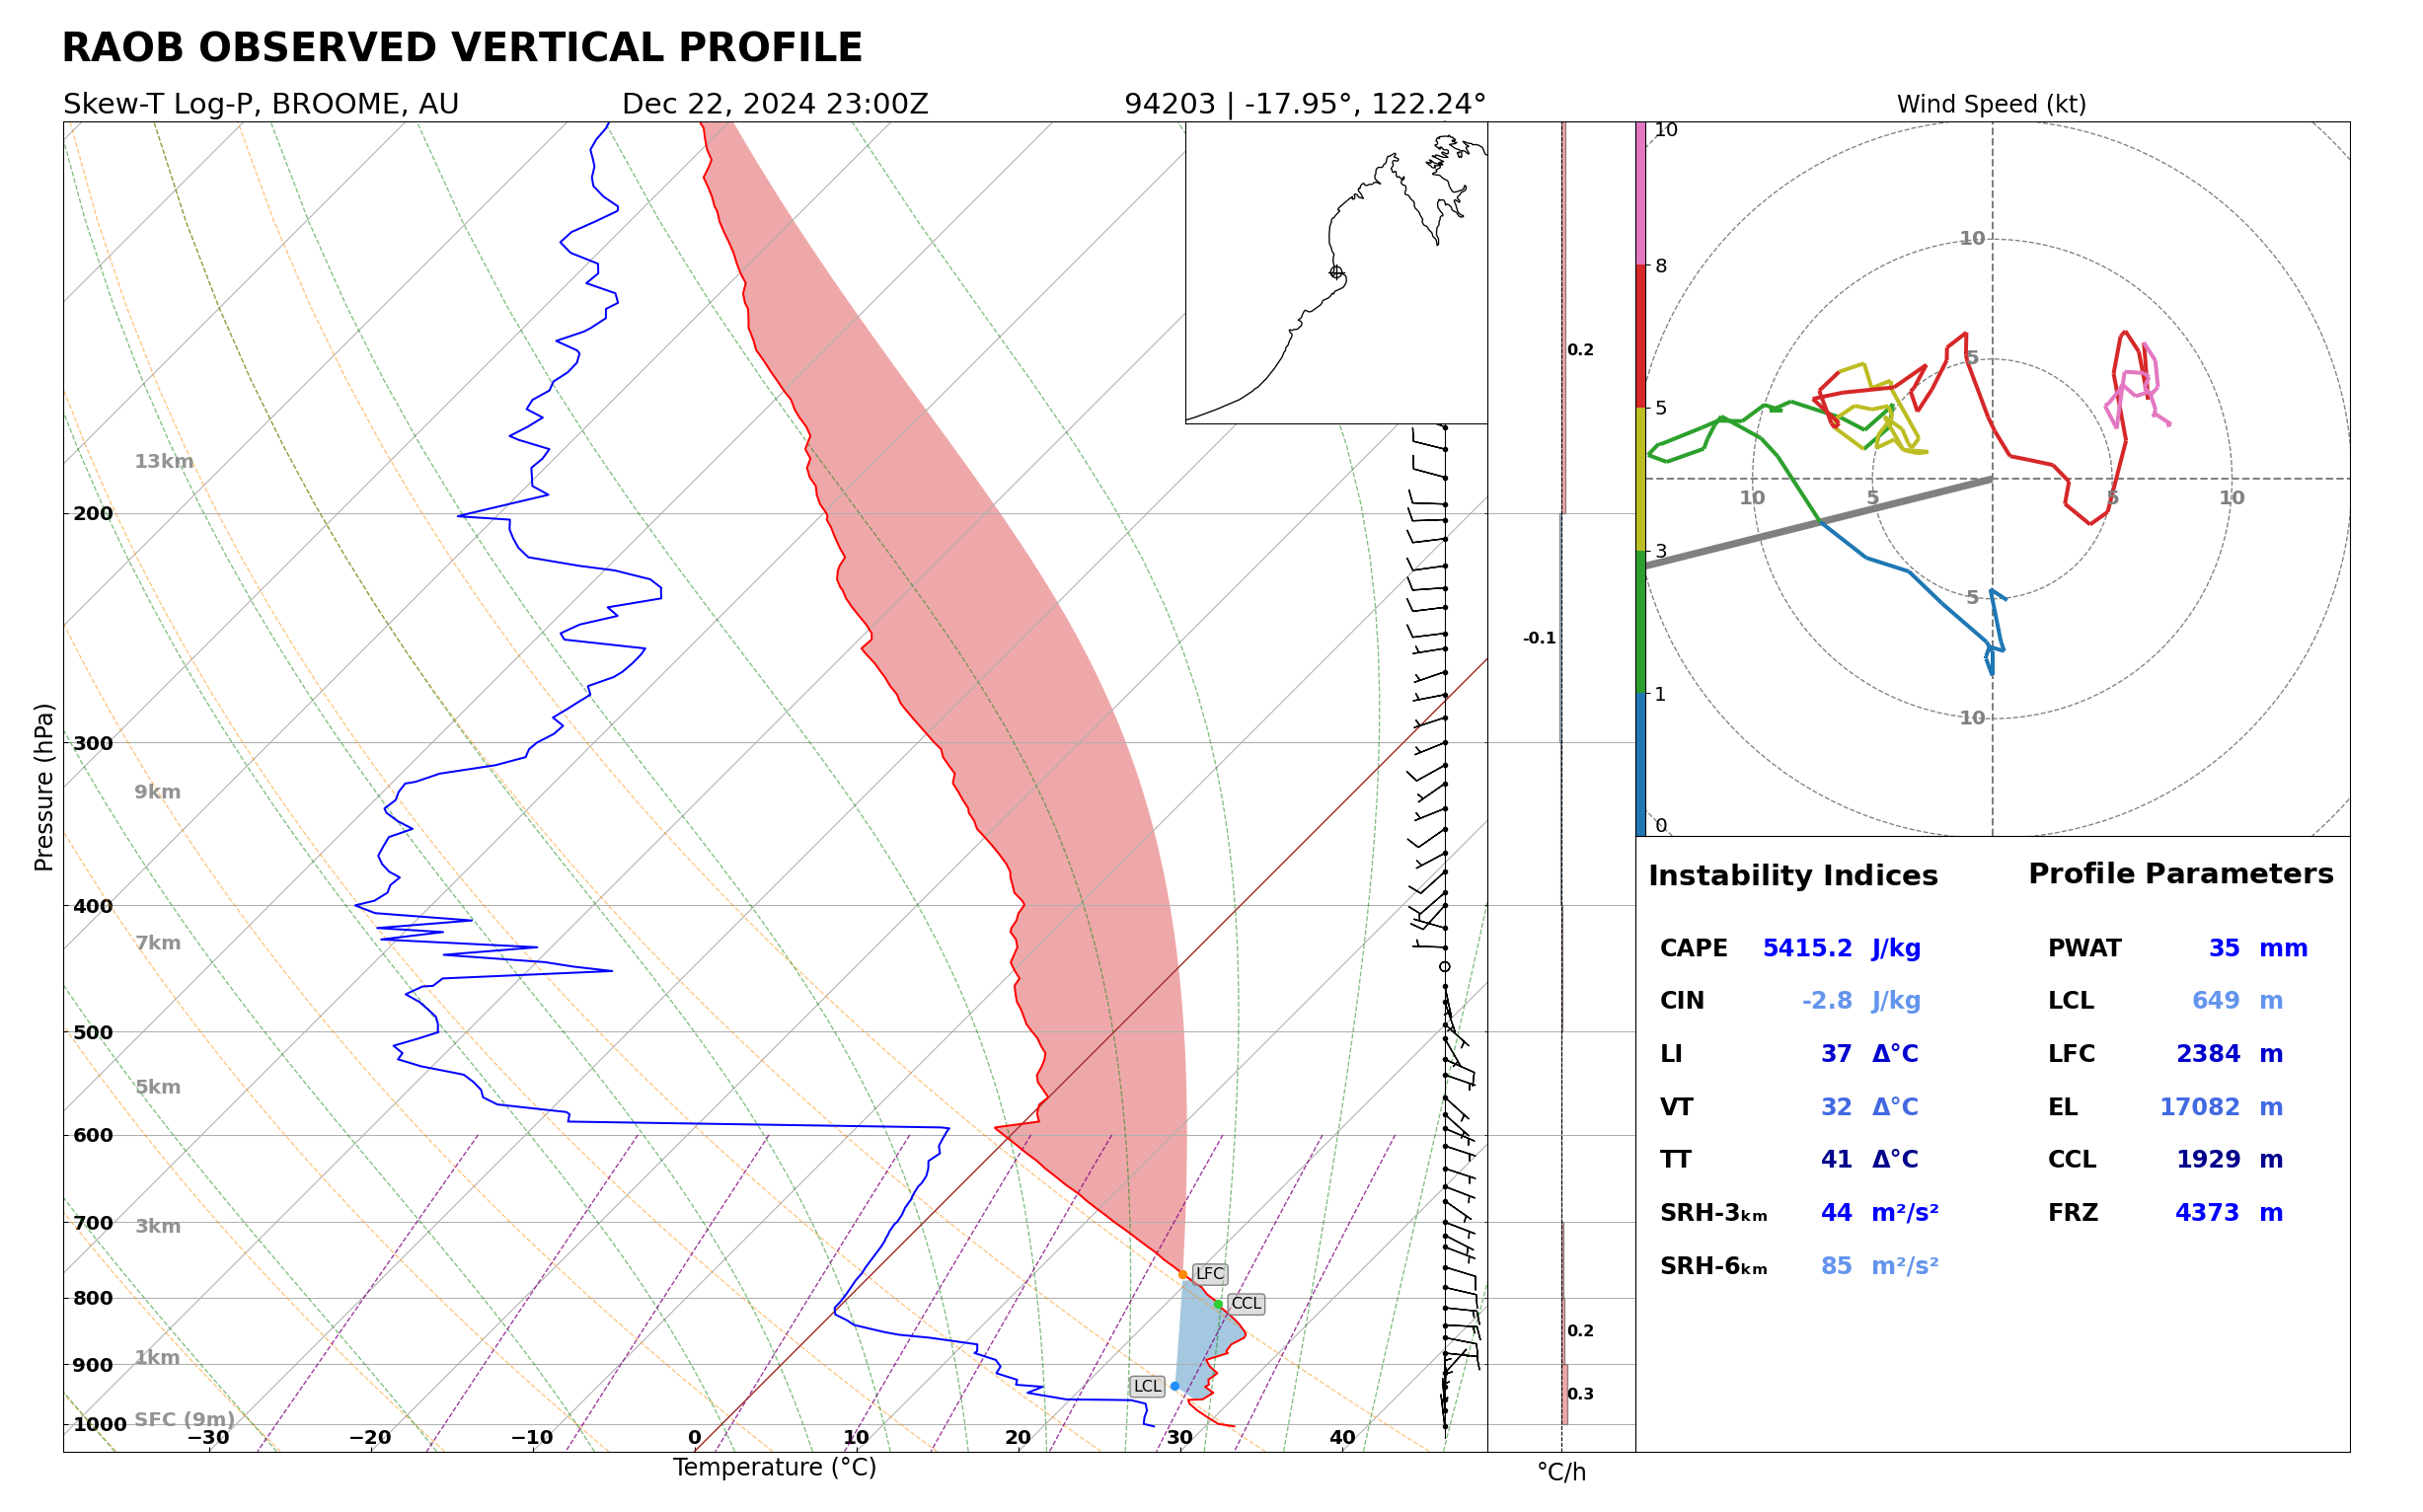 RAOB OBSERVED VERTICAL PROFILE
Skew-T Log-P, BROOME, AU
Dec 22, 2024 23:00Z
94203 | -17.95°, 122.24°
Pressure (hPa)
200
300
400
500
600
700
800
900
1000
13km
9km
7km
5km
3km
1km
SFC (9m)
LFC
CCL
LCL
−30
−20
−10
0
10
20
30
40
Temperature (°C)
0.2
-0.1
0.2
0.3
°C/h
Wind Speed (kt)
10
8
5
3
1
0
10
5
10
5
5
10
5
10
Instability Indices
CAPE 5415.2 J/kg
CIN -2.8 J/kg
LI 37 Δ°C
VT 32 Δ°C
TT 41 Δ°C
SRH-3ₖₘ 44 m²/s²
SRH-6ₖₘ 85 m²/s²
Profile Parameters
PWAT 35 mm
LCL 649 m
LFC 2384 m
EL 17082 m
CCL 1929 m
FRZ 4373 m